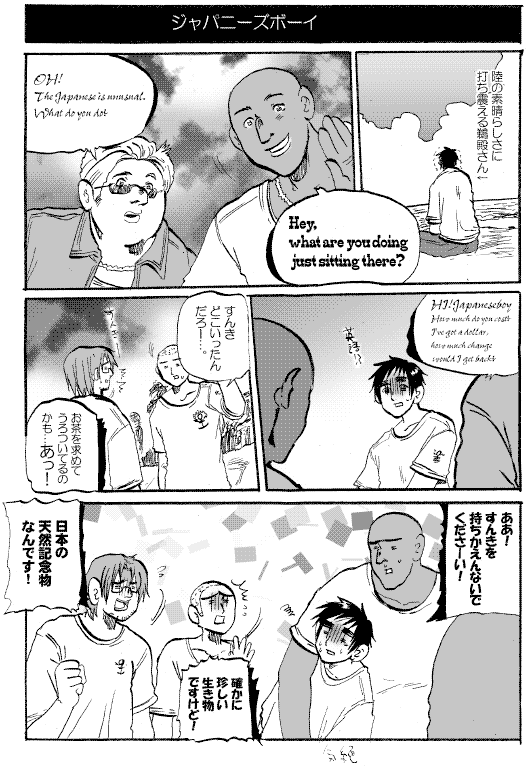 ジャパニーズボーイ
陸の素晴らしさに
打ち震える鵜殿さん↓
Hey,
what are you doing
just sitting there?
OH!
The Japanese is unusual.
What do you do?
HI! Japaneseboy
How much do you cost?
I've got a dollar,
how much change
would I get back?
英語!?
すんき
どこいったん
だろー。
お茶を求めて
うろついてるの
かも…あっ!
ああ!
すんきを
持ちかえんないで
くださーい!
確かに
珍しい
生き物
ですけど!
日本の
天然記念物
なんです!